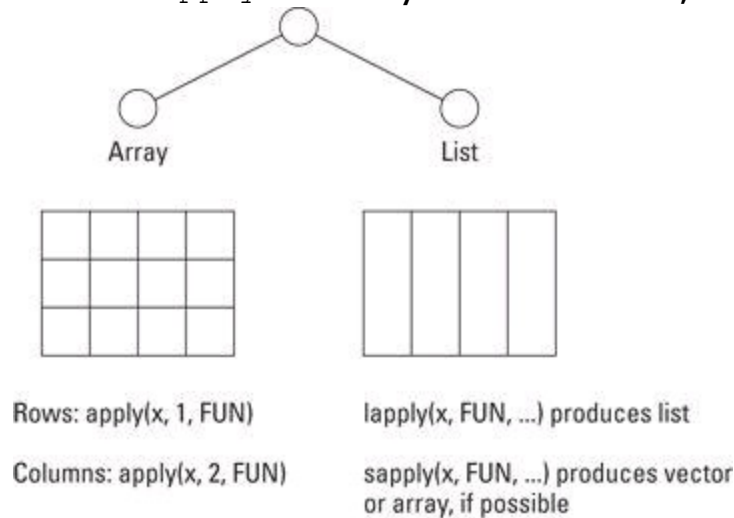 Array
List
Rows: apply(x, 1, FUN)
lapply(x, FUN, ...) produces list
Columns: apply(x, 2, FUN)
sapply(x, FUN, ...) produces vector
or array, if possible